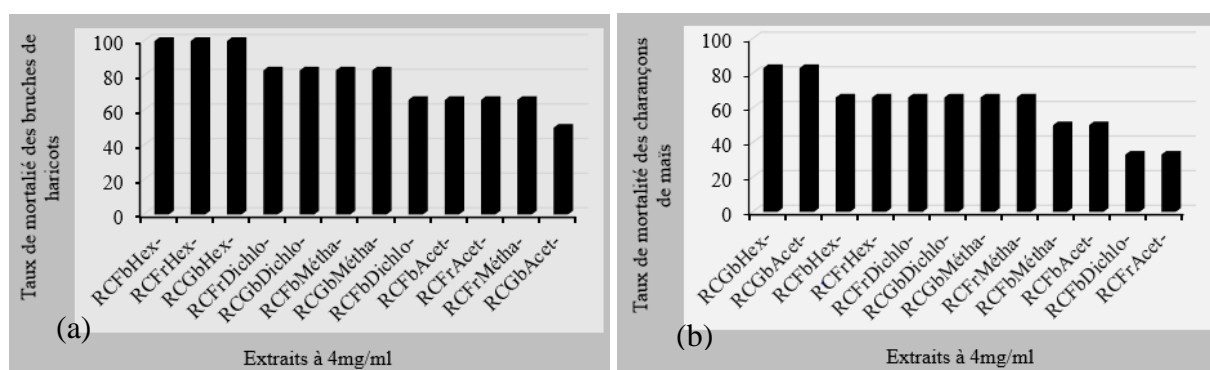 Taux de mortalié des bruches de
haricots
100
80
60
40
20
0
RCFbHex-
RCFrHex-
RCGbHex-
RCFrDichlo-
RCGbDichlo-
RCFbMétha-
RCGbMétha-
RCFbDichlo-
RCFbAcet-
RCFrAcet-
RCFrMétha-
RCGbAcet-
(a)
Extraits à 4mg/ml
Taux de mortalité des charançons
de maïs
100
80
60
40
20
0
RCGbHex-
RCGbAcet-
RCFbHex-
RCFrHex-
RCFrDichlo-
RCGbDichlo-
RCGbMétha-
RCFrMétha-
RCFbMétha-
RCFbAcet-
RCFbDichlo-
RCFrAcet-
(b)
Extraits à 4mg/ml